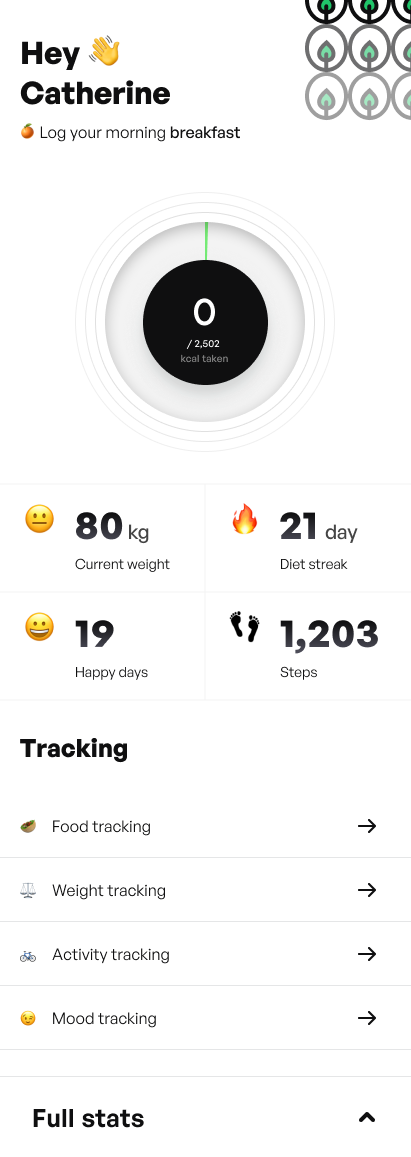 Hey 👋
Catherine
🍊 Log your morning breakfast
0
/ 2,502
kcal taken
80 kg
Current weight
21 day
Diet streak
19
Happy days
1,203
Steps
Tracking
Food tracking
Weight tracking
Activity tracking
Mood tracking
Full stats